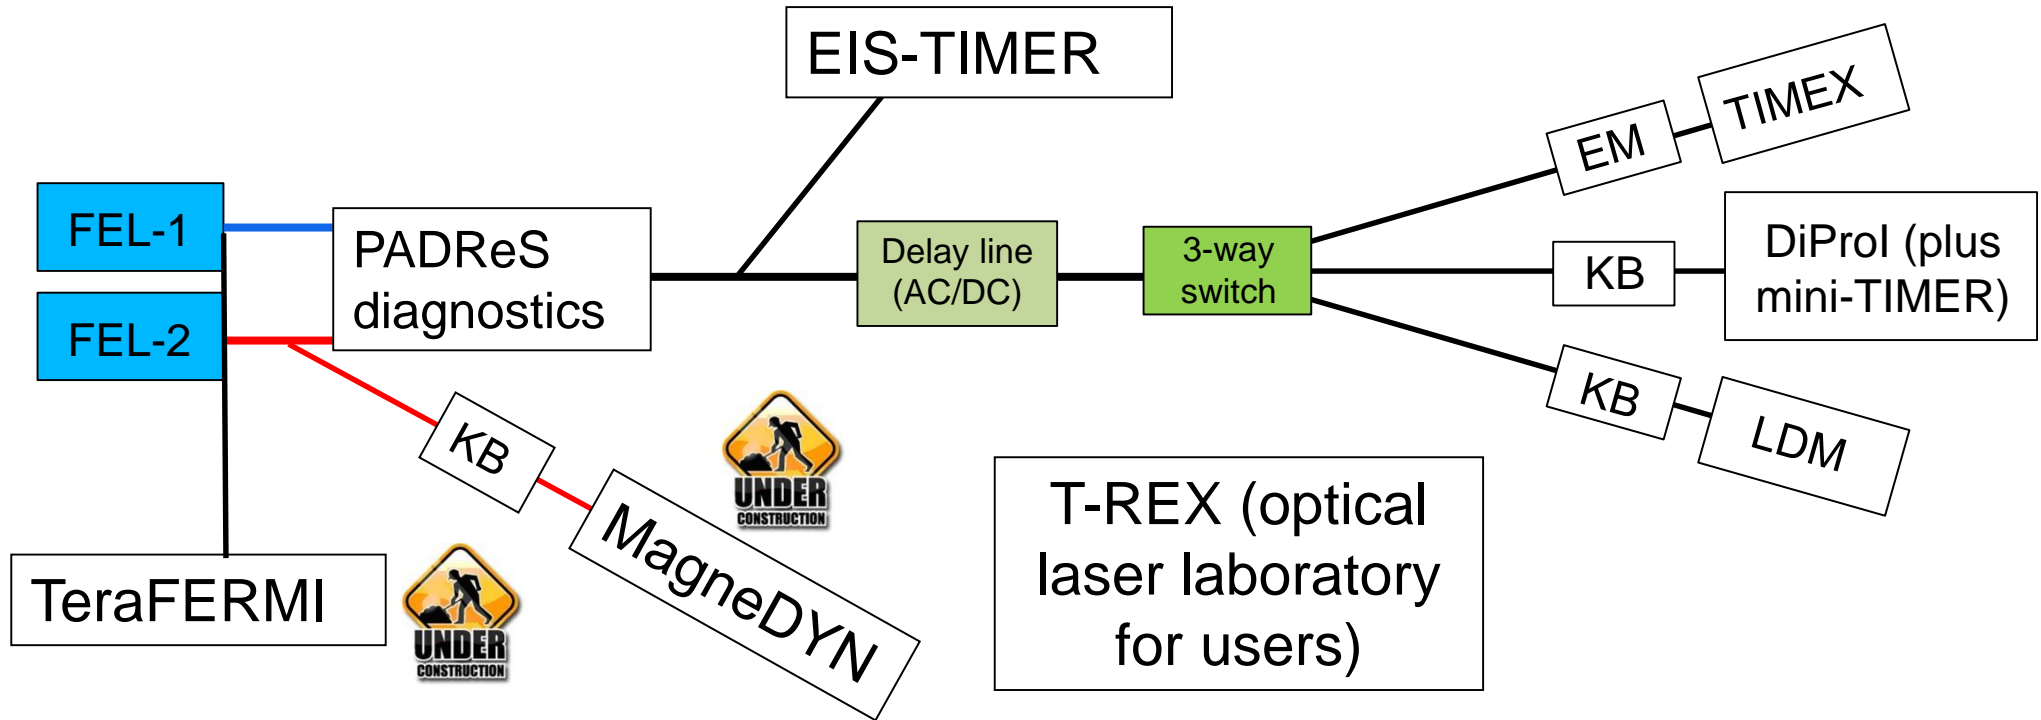 EIS-TIMER
TIMEX
EM
FEL-1
PADReS
diagnostics
Delay line
(AC/DC)
3-way
switch
KB
DiProI (plus
mini-TIMER)
FEL-2
KB
LDM
KB
MagneDYN
UNDER
CONSTRUCTION
T-REX (optical
laser laboratory
for users)
TeraFERMI
UNDER
CONSTRUCTION